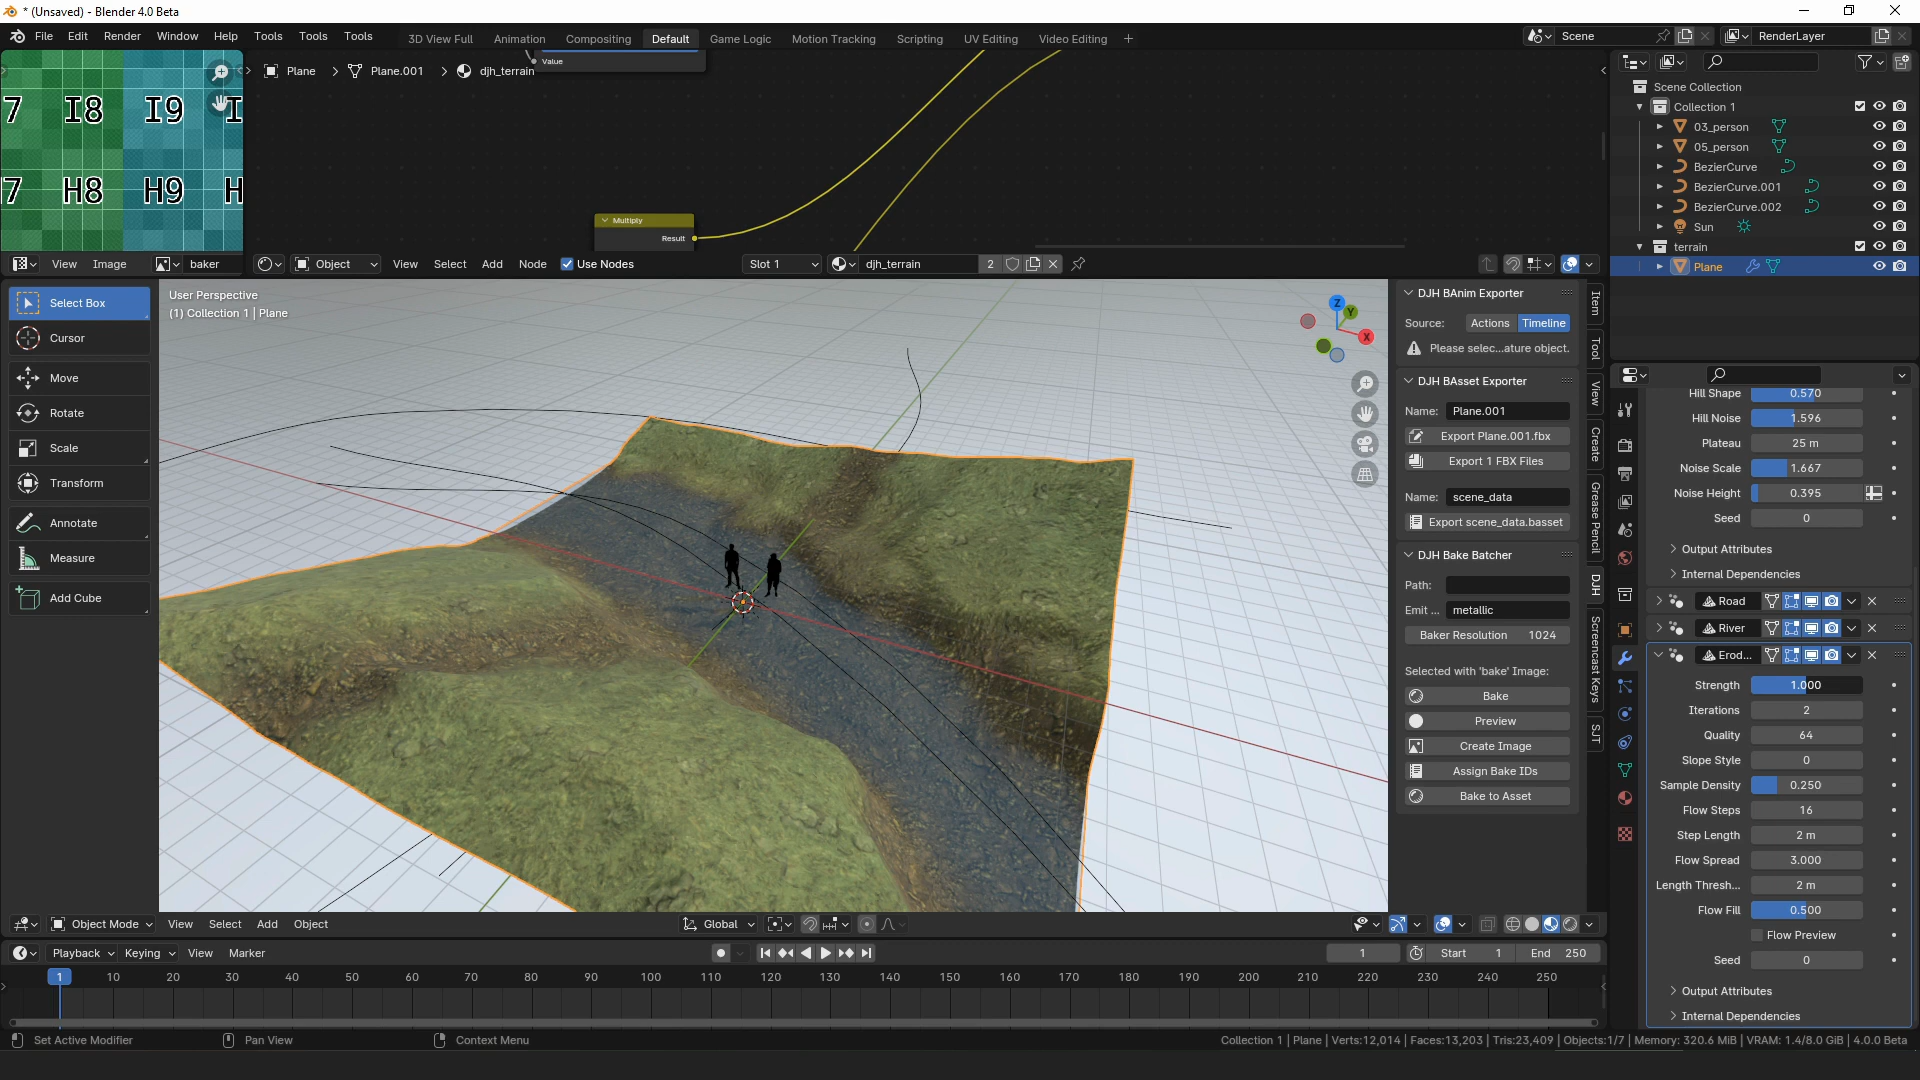 * (Unsaved) - Blender 4.0 Beta
File Edit Render Window Help Tools Tools Tools
3D View Full Animation Compositing Default Game Logic Motion Tracking Scripting UV Editing Video Editing +
Scene
RenderLayer
7 I8 I9 I
7 H8 H9 H
Plane > Plane.001 > djh_terrain
Value
Multiply
Result
View Image baker
Object View Select Add Node Use Nodes Slot 1 djh_terrain 2
Scene Collection
Collection 1
03_person
05_person
BezierCurve
BezierCurve.001
BezierCurve.002
Sun
terrain
Plane
Select Box
Cursor
Move
Rotate
Scale
Transform
Annotate
Measure
Add Cube
User Perspective
(1) Collection 1 | Plane
Z
Y
X
DJH BAnim Exporter
Source: Actions Timeline
Please selec...ature object.
DJH BAsset Exporter
Name: Plane.001
Export Plane.001.fbx
Export 1 FBX Files
Name: scene_data
Export scene_data.basset
DJH Bake Batcher
Path:
Emit ... metallic
Baker Resolution 1024
Selected with 'bake' Image:
Bake
Preview
Create Image
Assign Bake IDs
Bake to Asset
Item
Tool
View
Create
Grease Pencil
DJH
Screencast Keys
SJT
Hill Shape 0.570
Hill Noise 1.596
Plateau 25 m
Noise Scale 1.667
Noise Height 0.395
Seed 0
Output Attributes
Internal Dependencies
Road
River
Erod...
Strength 1.000
Iterations 2
Quality 64
Slope Style 0
Sample Density 0.250
Flow Steps 16
Step Length 2 m
Flow Spread 3.000
Length Thresh... 2 m
Flow Fill 0.500
Flow Preview
Seed 0
Output Attributes
Internal Dependencies
Object Mode View Select Add Object Global
Playback Keying View Marker 1 Start 1 End 250
1 10 20 30 40 50 60 70 80 90 100 110 120 130 140 150 160 170 180 190 200 210 220 230 240 250
Set Active Modifier Pan View Context Menu
Collection 1 | Plane | Verts:12,014 | Faces:13,203 | Tris:23,409 | Objects:1/7 | Memory: 320.6 MiB | VRAM: 1.4/8.0 GiB | 4.0.0 Beta